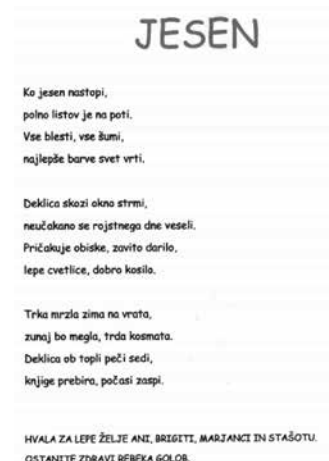 JESEN
Ko jesen nastopi,
polno listov je na poti.
Vse blesti, vse šumi,
najlepše barve svet vrti.
Deklica skozi okno strmi,
neučakano se rojstnega dne veseli.
Pričakuje obiske, zavito darilo,
lepe cvetlice, dobro kosilo.
Trka mrzla zima na vrata,
zunaj bo megla, trda kosmata.
Deklica ob topli peči sedi,
knjige prebira, počasi zaspi.
HVALA ZA LEPE ŽELJE ANI, BRIGITI, MARJANCI IN STAŠOTU.
OSTANITE ZDRAVI REBEKA GOLOB.